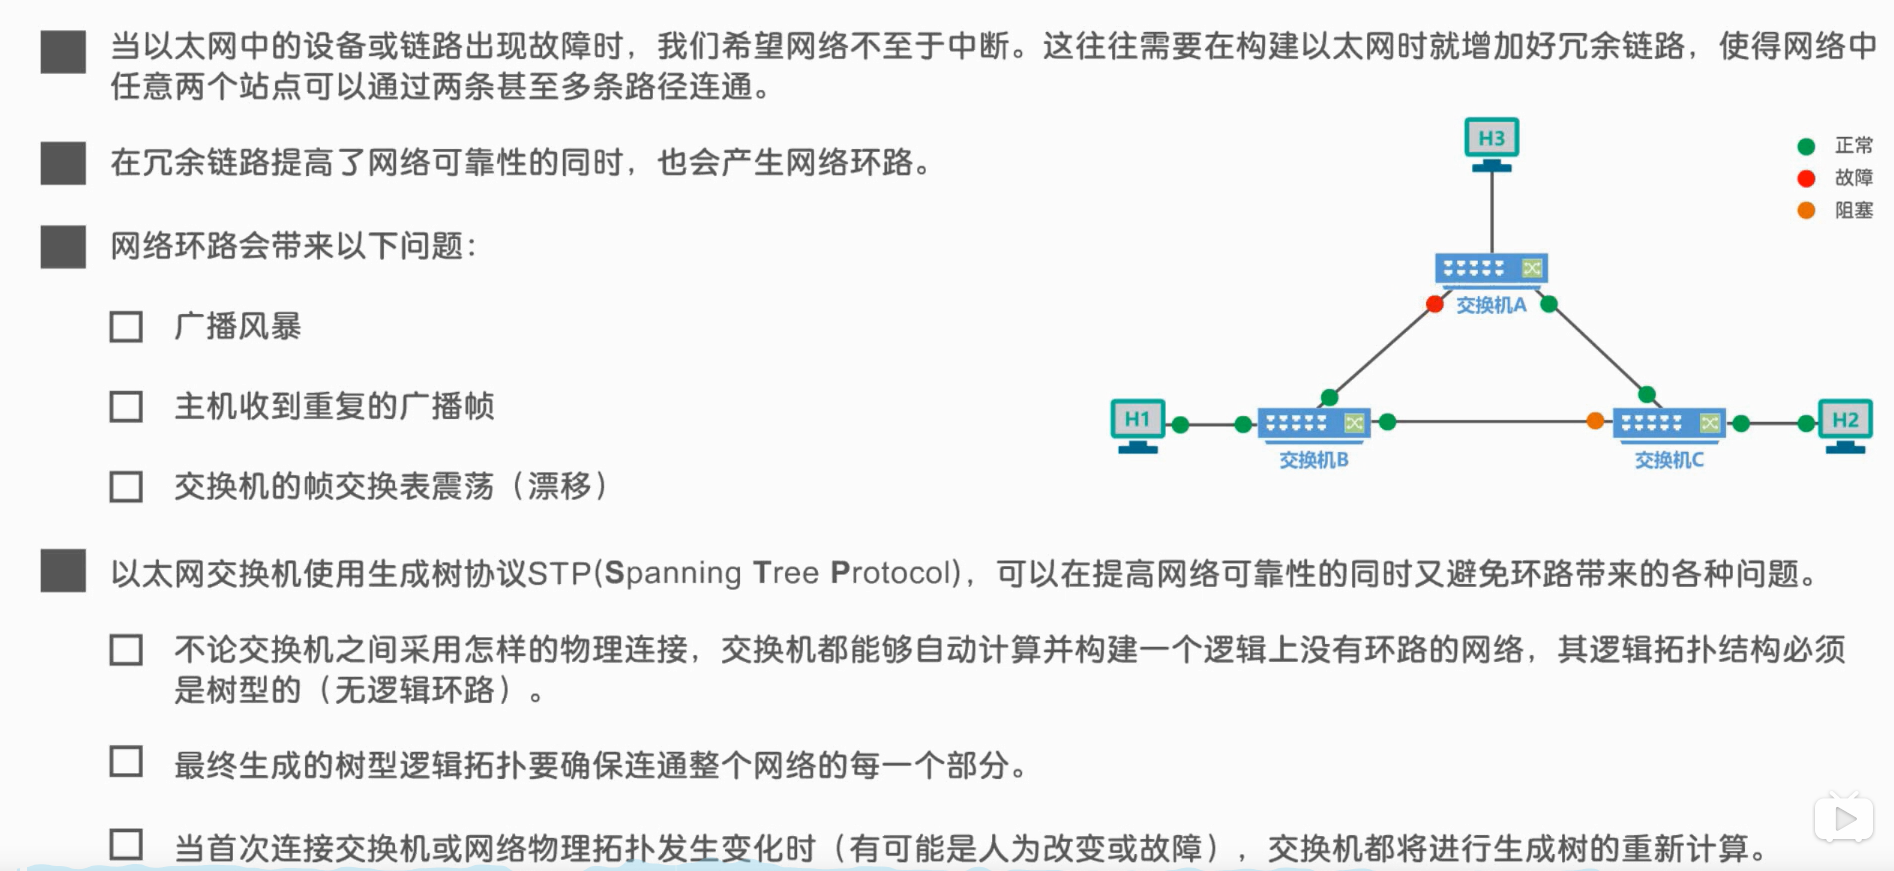 当以太网中的设备或链路出现故障时，我们希望网络不至于中断。这往往需要在构建以太网时就增加好冗余链路，使得网络中
任意两个站点可以通过两条甚至多条路径连通。
在冗余链路提高了网络可靠性的同时，也会产生网络环路。
网络环路会带来以下问题：
广播风暴
主机收到重复的广播帧
交换机的帧交换表震荡（漂移）
H3
正常
故障
阻塞
交换机A
H1
H2
交换机B
交换机C
以太网交换机使用生成树协议STP(Spanning Tree Protocol)，可以在提高网络可靠性的同时又避免环路带来的各种问题。
不论交换机之间采用怎样的物理连接，交换机都能够自动计算并构建一个逻辑上没有环路的网络，其逻辑拓扑结构必须
是树型的（无逻辑环路）。
最终生成的树型逻辑拓扑要确保连通整个网络的每一个部分。
当首次连接交换机或网络物理拓扑发生变化时（有可能是人为改变或故障），交换机都将进行生成树的重新计算。